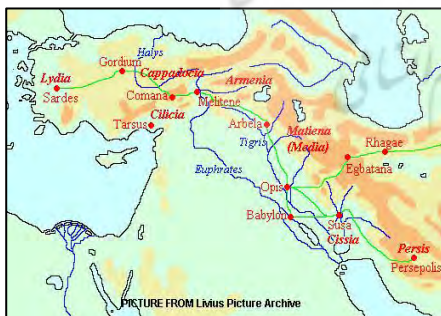 Halys
Gordium
Lydia
Sardes
Cappadocia
Comana
Melitene
Armenia
Cilicia
Tarsus
Arbela
Tigris
Matiena
(Media)
Rhagae
Egbatana
Euphrates
Opis
Babylon
Susa
Cissia
Persis
Persepolis
PICTURE FROM Livius Picture Archive